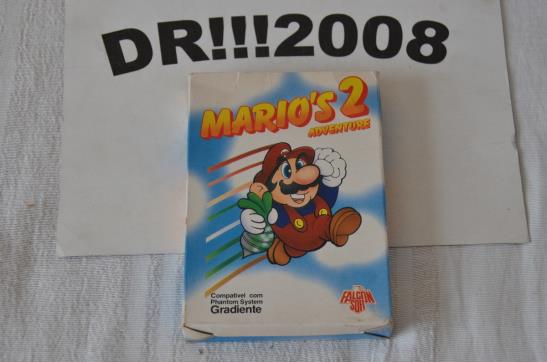 DR!!!2008
MARIO'S 2
ADVENTURE
Compatível com
Phantom System
Gradiente
FALCON
SOFT